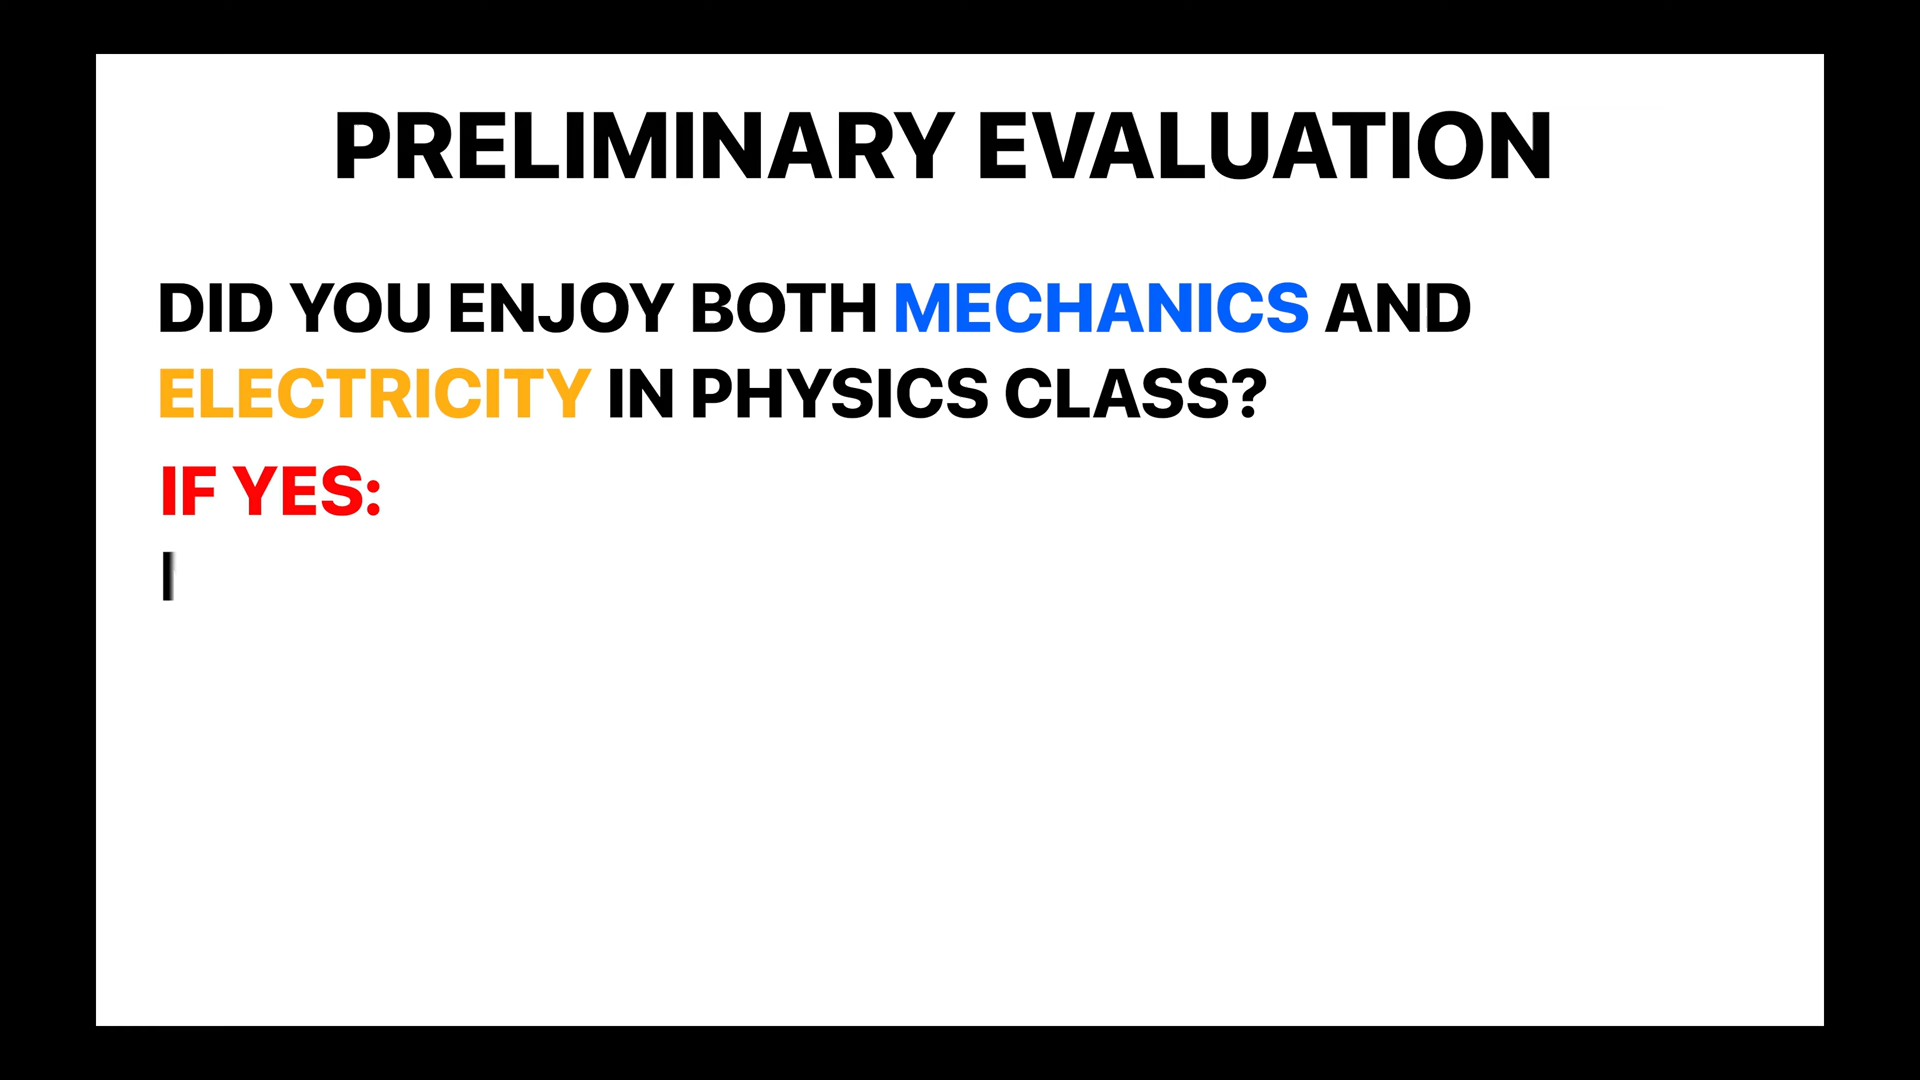 PRELIMINARY EVALUATION
DID YOU ENJOY BOTH MECHANICS AND
ELECTRICITY IN PHYSICS CLASS?
IF YES: